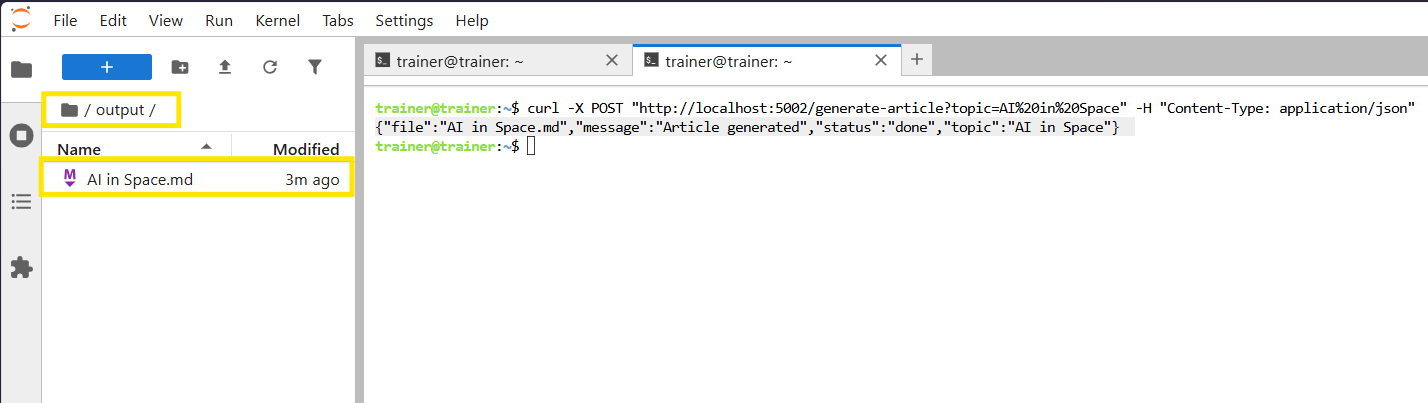 File Edit View Run Kernel Tabs Settings Help
trainer@trainer: ~ trainer@trainer: ~
/ output /
Name Modified
AI in Space.md 3m ago
trainer@trainer:~$ curl -X POST "http://localhost:5002/generate-article?topic=AI%20in%20Space" -H "Content-Type: application/json"
{"file":"AI in Space.md","message":"Article generated","status":"done","topic":"AI in Space"}
trainer@trainer:~$